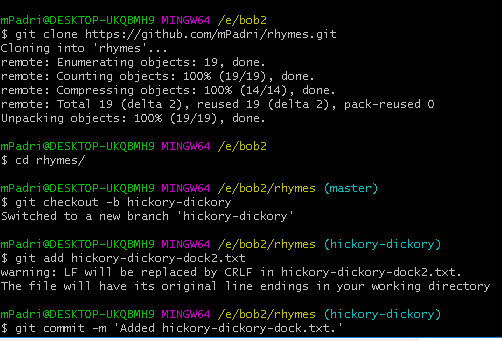 mPadri@DESKTOP-UKQBMH9 MINGW64 /e/bob2
$ git clone https://github.com/mPadri/rhymes.git
Cloning into 'rhymes'...
remote: Enumerating objects: 19, done.
remote: Counting objects: 100% (19/19), done.
remote: Compressing objects: 100% (14/14), done.
remote: Total 19 (delta 2), reused 19 (delta 2), pack-reused 0
Unpacking objects: 100% (19/19), done.
mPadri@DESKTOP-UKQBMH9 MINGW64 /e/bob2
$ cd rhymes/
mPadri@DESKTOP-UKQBMH9 MINGW64 /e/bob2/rhymes (master)
$ git checkout -b hickory-dickory
Switched to a new branch 'hickory-dickory'
mPadri@DESKTOP-UKQBMH9 MINGW64 /e/bob2/rhymes (hickory-dickory)
$ git add hickory-dickory-dock2.txt
warning: LF will be replaced by CRLF in hickory-dickory-dock2.txt.
The file will have its original line endings in your working directory
mPadri@DESKTOP-UKQBMH9 MINGW64 /e/bob2/rhymes (hickory-dickory)
$ git commit -m 'Added hickory-dickory-dock.txt.'